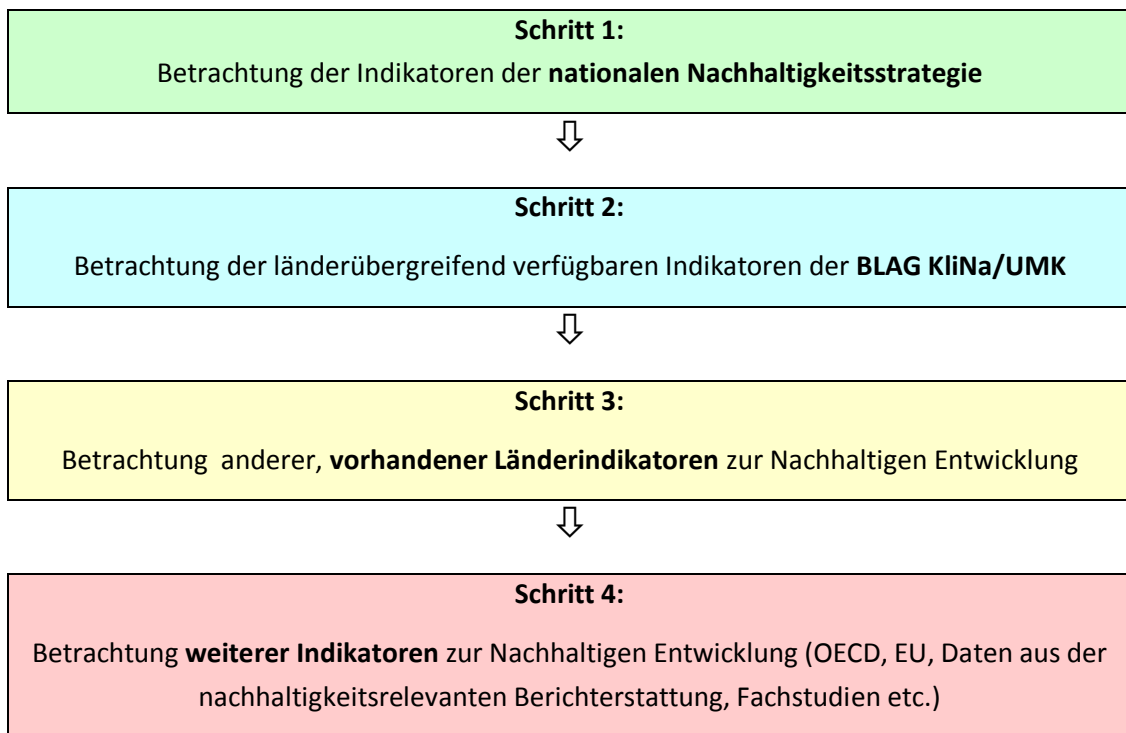 Schritt 1:
Betrachtung der Indikatoren der nationalen Nachhaltigkeitsstrategie
Schritt 2:
Betrachtung der länderübergreifend verfügbaren Indikatoren der BLAG KliNa/UMK
Schritt 3:
Betrachtung anderer, vorhandener Länderindikatoren zur Nachhaltigen Entwicklung
Schritt 4:
Betrachtung weiterer Indikatoren zur Nachhaltigen Entwicklung (OECD, EU, Daten aus der
nachhaltigkeitsrelevanten Berichterstattung, Fachstudien etc.)